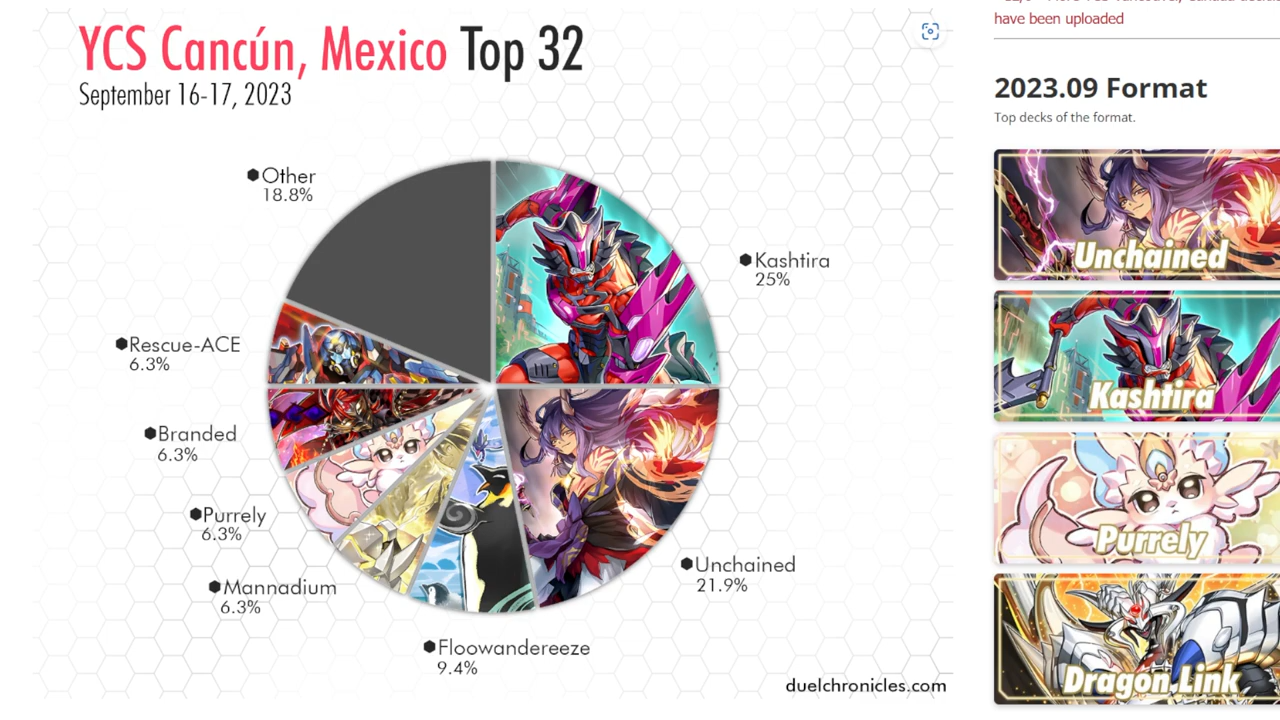 YCS Cancún, Mexico Top 32
September 16-17, 2023
Other
18.8%
Kashtira
25%
Rescue-ACE
6.3%
Branded
6.3%
Purrely
6.3%
Mannadium
6.3%
Unchained
21.9%
Floowandereeze
9.4%
duelchronicles.com
have been uploaded
2023.09 Format
Top decks of the format.
Unchained
Kashtira
Purrely
Dragon Link